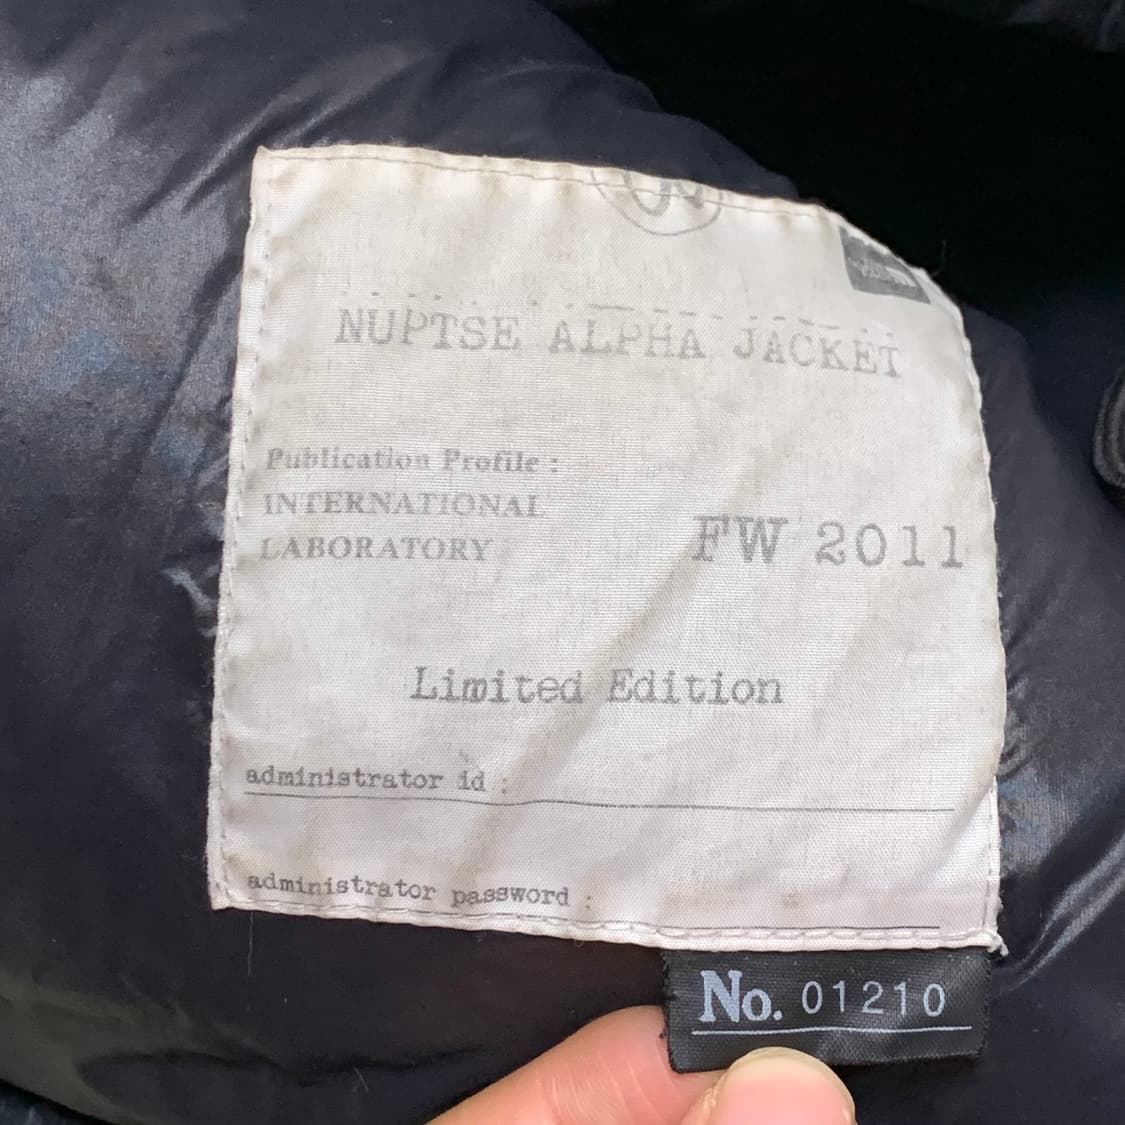 NUPTSE ALPHA JACKET
Publication Profile :
INTERNATIONAL
LABORATORY
FW 2011
Limited Edition
administrator id :
administrator password :
No. 01210